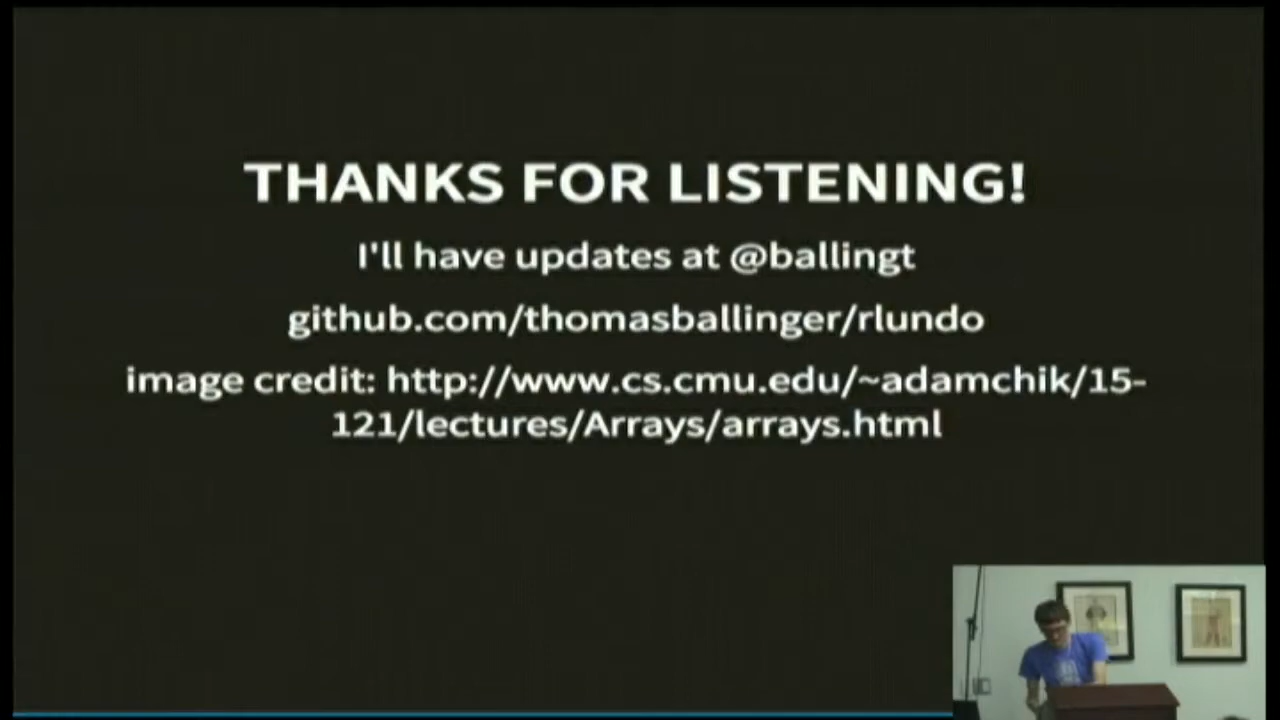 THANKS FOR LISTENING!
I'll have updates at @ballingt
github.com/thomasballinger/rlundo
image credit: http://www.cs.cmu.edu/~adamchik/15-
121/lectures/Arrays/arrays.html